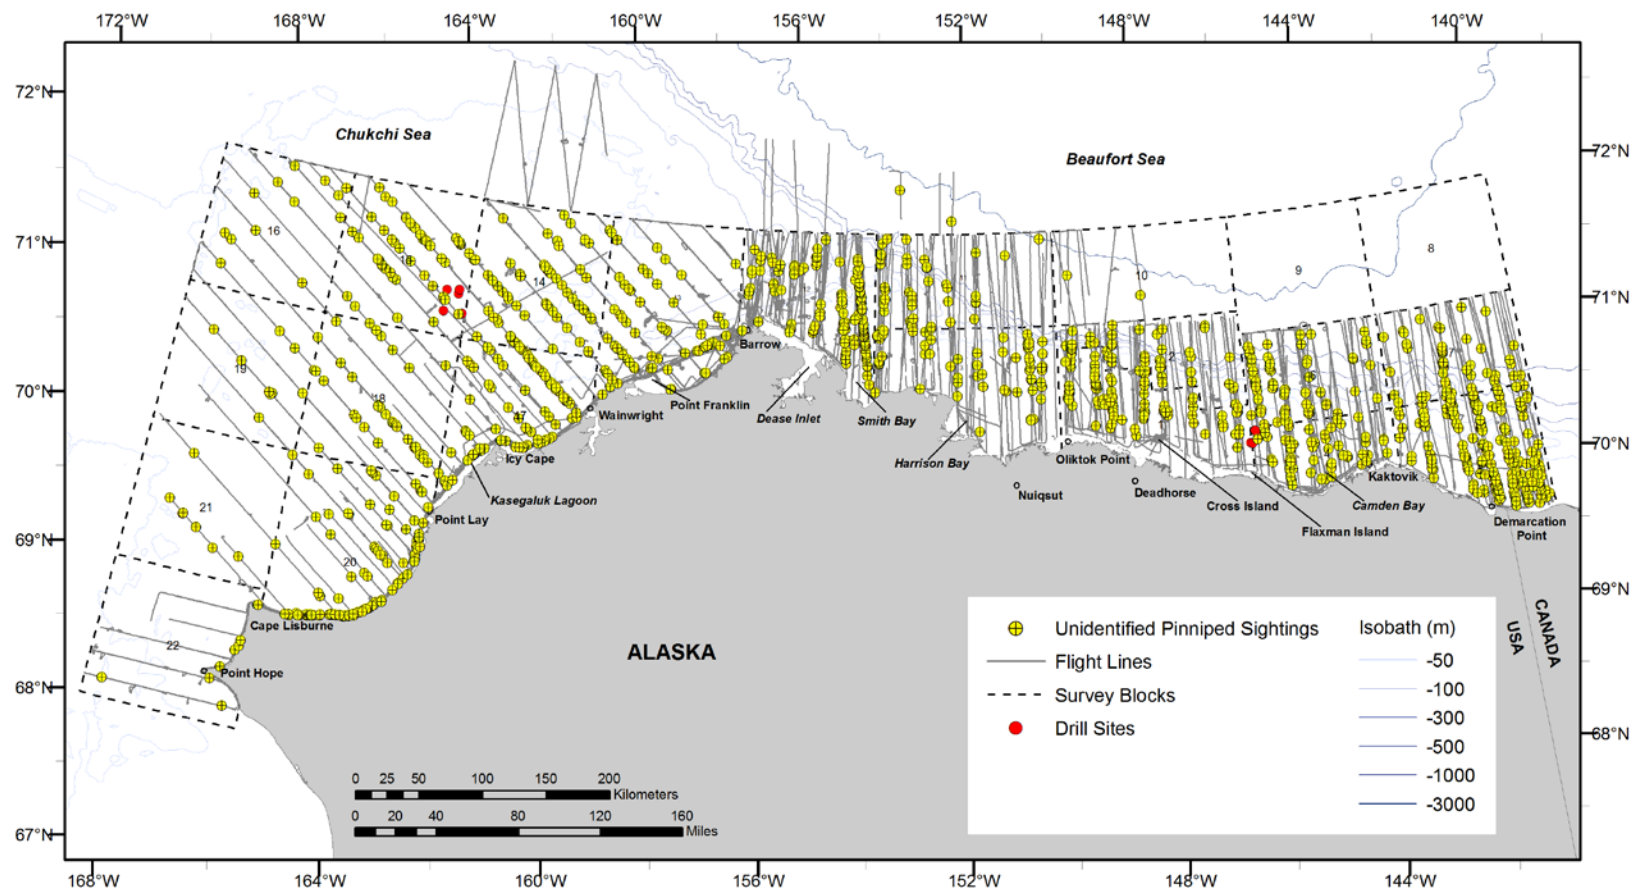 172°W 168°W 164°W 160°W 156°W 152°W 148°W 144°W 140°W
72°N
Chukchi Sea
Beaufort Sea
72°N
71°N
16
14
10
9
8
71°N
Barrow
70°N
19
18
17
Wainwright
Point Franklin
Dease Inlet
Smith Bay
Harrison Bay
Icy Cape
Kasegaluk Lagoon
Oliktok Point
Nuiqsut
Deadhorse
Cross Island
Flaxman Island
Camden Bay
Kaktovik
Demarcation
Point
70°N
21
Point Lay
69°N
20
69°N
Cape Lisburne
22
Point Hope
ALASKA
68°N
68°N
67°N
USA
CANADA
Unidentified Pinniped Sightings
Flight Lines
Survey Blocks
Drill Sites
Isobath (m)
-50
-100
-300
-500
-1000
-3000
0 25 50 100 150 200
Kilometers
0 20 40 80 120 160
Miles
168°W 164°W 160°W 156°W 152°W 148°W 144°W